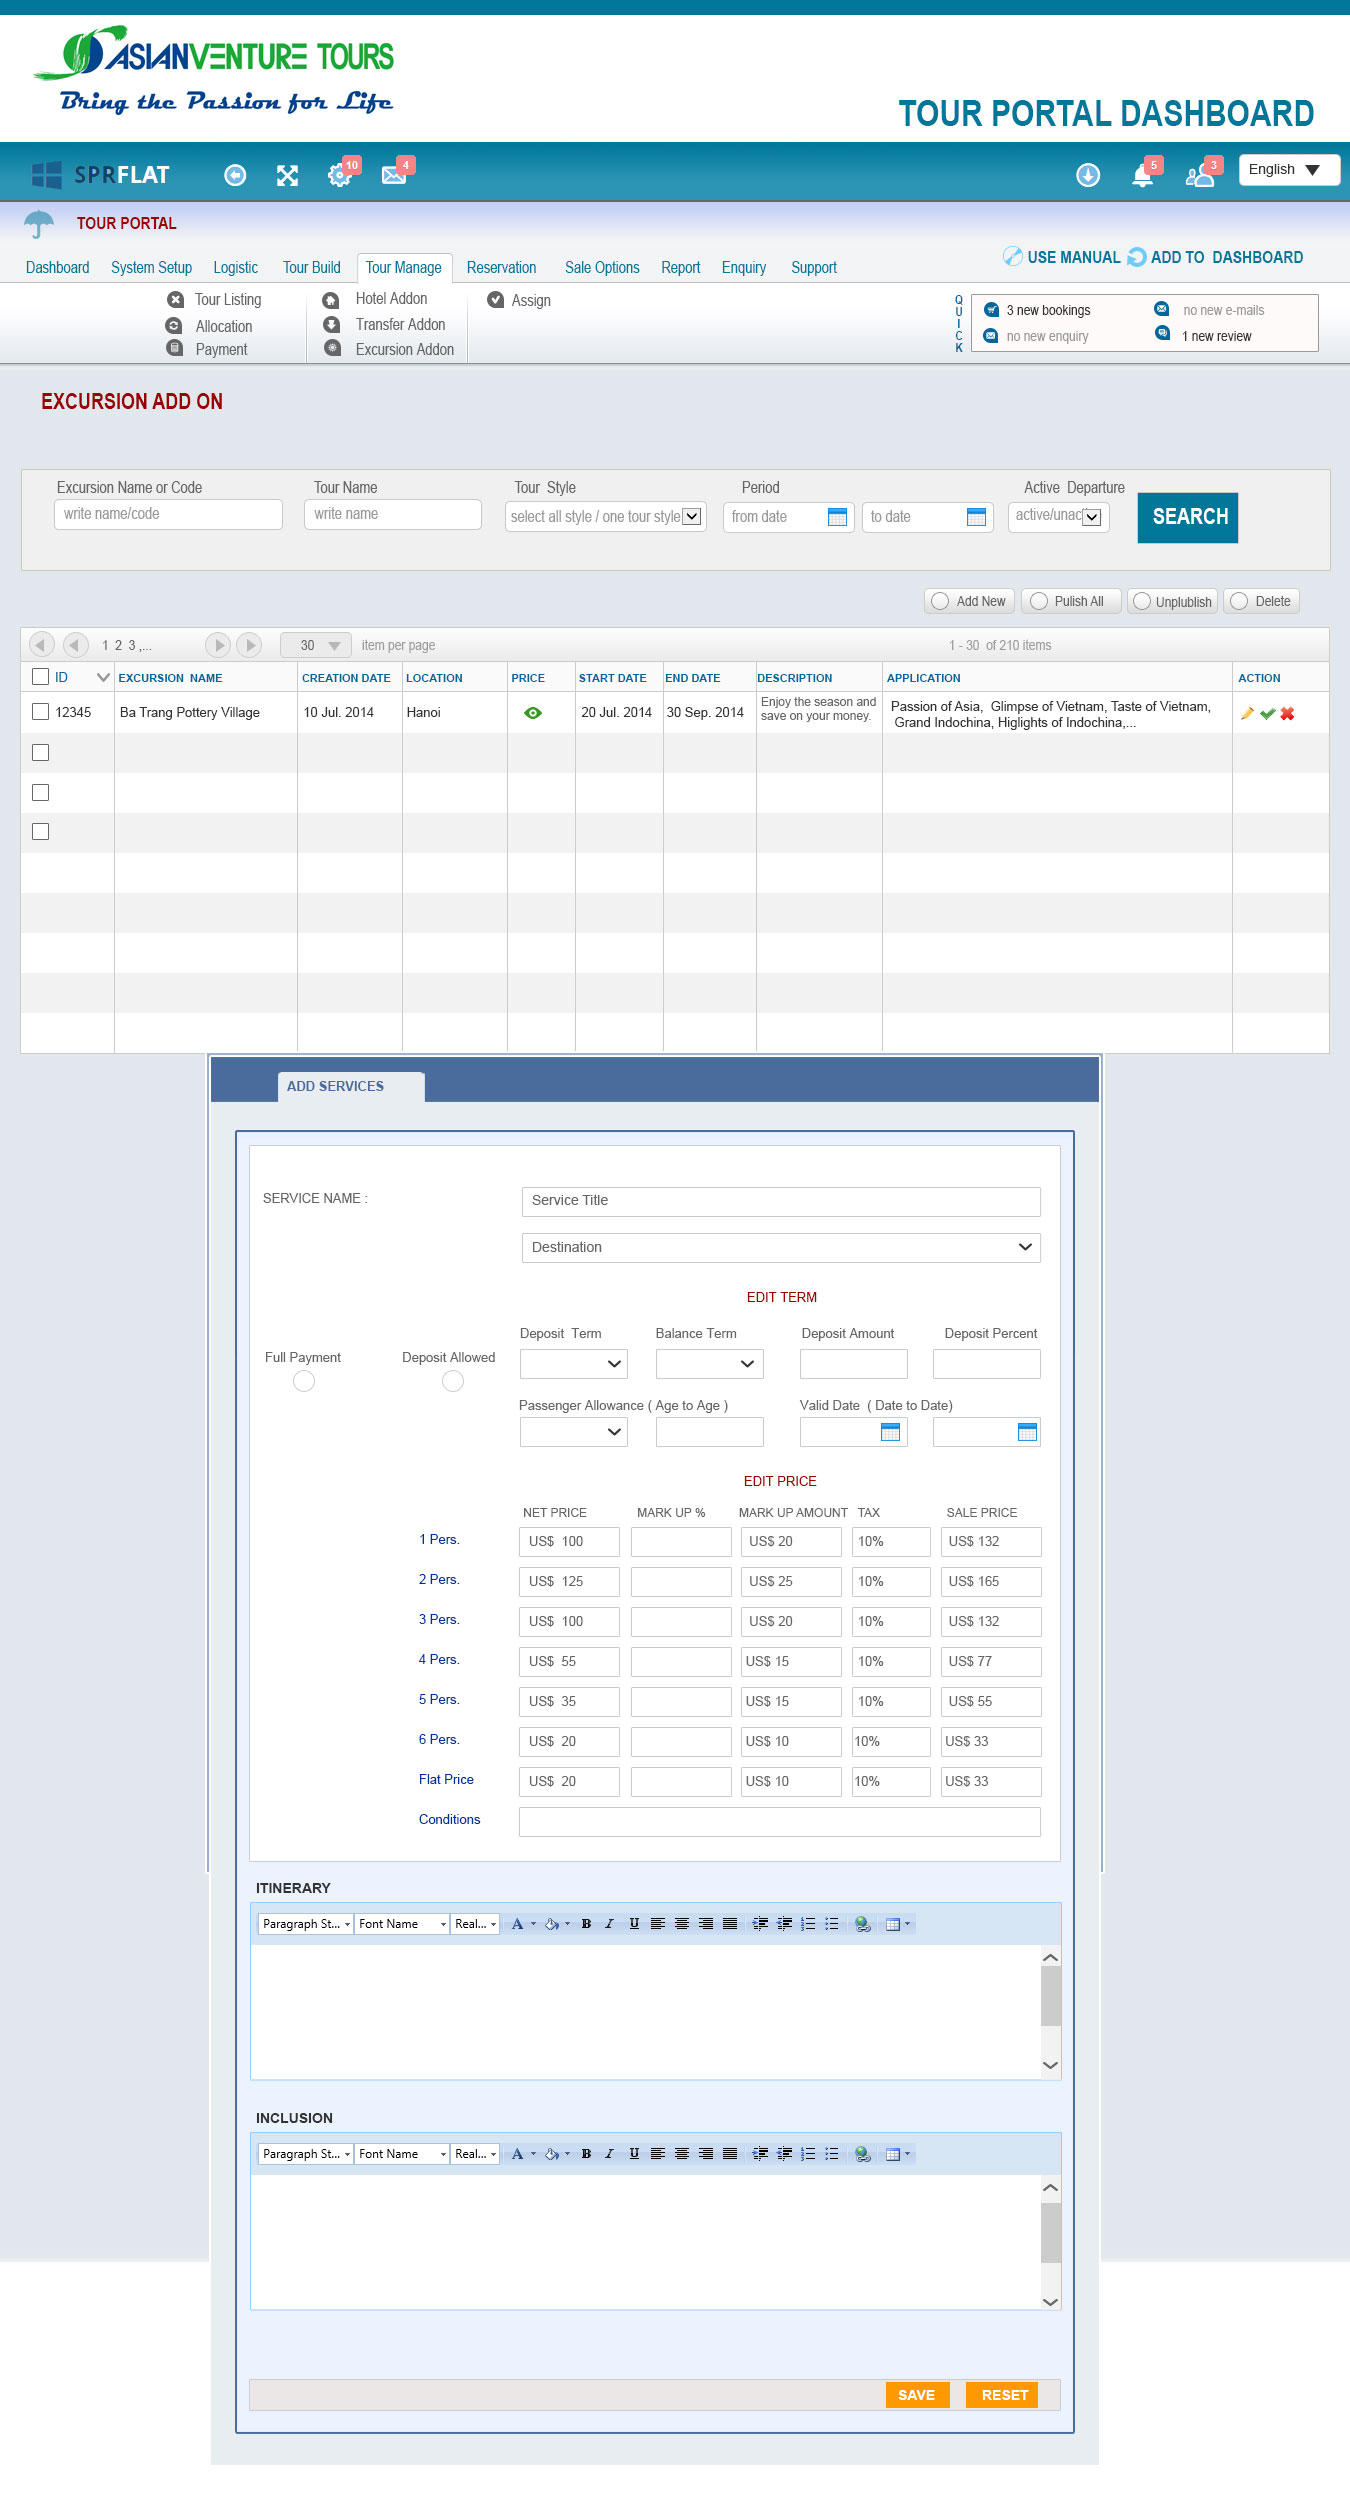 ASIANVENTURE TOURS
Bring the Passion for Life
TOUR PORTAL DASHBOARD
SPRFLAT
10
4
5
3
English
TOUR PORTAL
Dashboard System Setup Logistic Tour Build Tour Manage Reservation Sale Options Report Enquiry Support
USE MANUAL ADD TO DASHBOARD
Tour Listing
Allocation
Payment
Hotel Addon
Transfer Addon
Excursion Addon
Assign
QUICK
3 new bookings
no new e-mails
no new enquiry
1 new review
EXCURSION ADD ON
Excursion Name or Code Tour Name Tour Style Period Active Departure
write name/code write name select all style / one tour style from date to date active/unac
SEARCH
Add New Pulish All Unplublish Delete
1 2 3 ,... 30 item per page 1 - 30 of 210 items
ID EXCURSION NAME CREATION DATE LOCATION PRICE START DATE END DATE DESCRIPTION APPLICATION ACTION
12345 Ba Trang Pottery Village 10 Jul. 2014 Hanoi 20 Jul. 2014 30 Sep. 2014
Enjoy the season and
save on your money.
Passion of Asia, Glimpse of Vietnam, Taste of Vietnam,
Grand Indochina, Higlights of Indochina,...
ADD SERVICES
SERVICE NAME :
Service Title
Destination
EDIT TERM
Deposit Term Balance Term Deposit Amount Deposit Percent
Full Payment Deposit Allowed
Passenger Allowance ( Age to Age ) Valid Date ( Date to Date)
EDIT PRICE
NET PRICE MARK UP % MARK UP AMOUNT TAX SALE PRICE
1 Pers. US$ 100 US$ 20 10% US$ 132
2 Pers. US$ 125 US$ 25 10% US$ 165
3 Pers. US$ 100 US$ 20 10% US$ 132
4 Pers. US$ 55 US$ 15 10% US$ 77
5 Pers. US$ 35 US$ 15 10% US$ 55
6 Pers. US$ 20 US$ 10 10% US$ 33
Flat Price US$ 20 US$ 10 10% US$ 33
Conditions
ITINERARY
Paragraph St... Font Name Real... A B I U
INCLUSION
Paragraph St... Font Name Real... A B I U
SAVE RESET